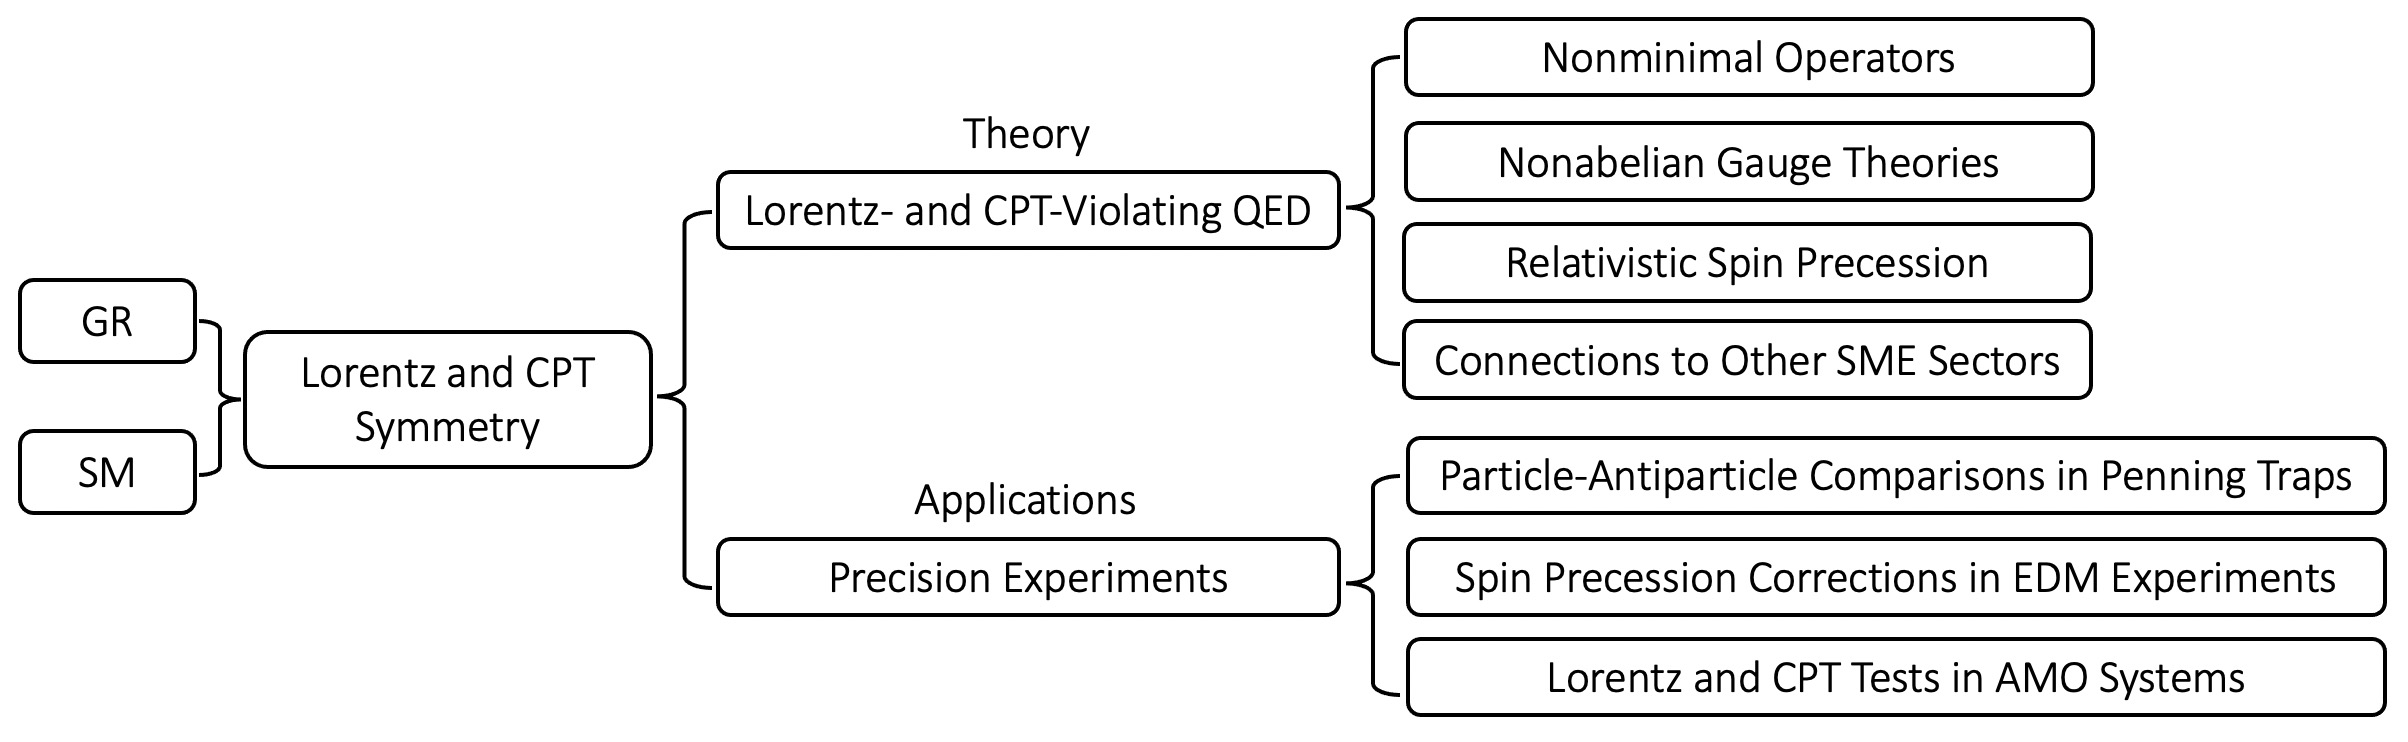 GR
SM
Lorentz and CPT
Symmetry
Theory
Lorentz- and CPT-Violating QED
Nonminimal Operators
Nonabelian Gauge Theories
Relativistic Spin Precession
Connections to Other SME Sectors
Applications
Precision Experiments
Particle-Antiparticle Comparisons in Penning Traps
Spin Precession Corrections in EDM Experiments
Lorentz and CPT Tests in AMO Systems